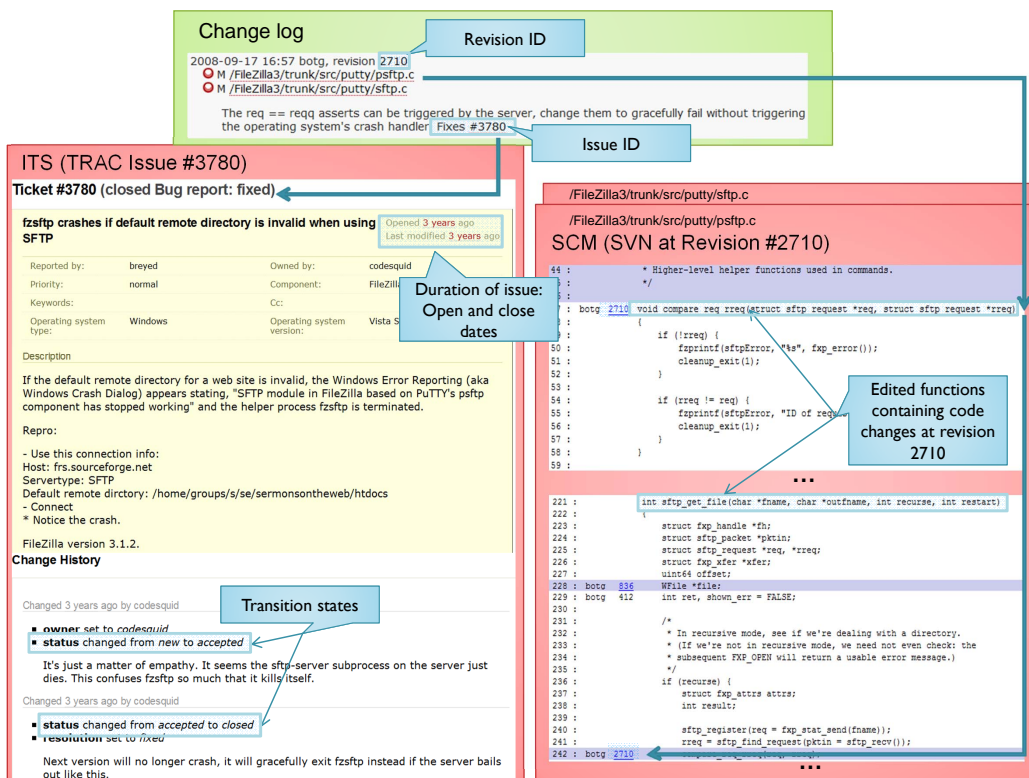 Change log
Revision ID
2008-09-17 16:57 botg, revision 2710
M /FileZilla3/trunk/src/putty/psftp.c
M /FileZilla3/trunk/src/putty/sftp.c
The req == reqq asserts can be triggered by the server, change them to gracefully fail without triggering
the operating system's crash handler Fixes #3780
Issue ID
ITS (TRAC Issue #3780)
Ticket #3780 (closed Bug report: fixed)
fzsftp crashes if default remote directory is invalid when using
SFTP
Opened 3 years ago
Last modified 3 years ago
Reported by: breyed Owned by: codesquid
Priority: normal Component:
Keywords: Cc:
Operating system Windows Operating system Vista
type: version:
Duration of issue:
Open and close
dates
Description
If the default remote directory for a web site is invalid, the Windows Error Reporting (aka
Windows Crash Dialog) appears stating, "SFTP module in FileZilla based on PuTTY's psftp
component has stopped working" and the helper process fzsftp is terminated.
Repro:
- Use this connection info:
Host: frs.sourceforge.net
Servertype: SFTP
Default remote dirctory: /home/groups/s/se/sermonsontheweb/htdocs
- Connect
* Notice the crash.
FileZilla version 3.1.2.
Change History
Changed 3 years ago by codesquid
Transition states
owner set to codesquid
status changed from new to accepted
It's just a matter of empathy. It seems the sftp-server subprocess on the server just
dies. This confuses fzsftp so much that it kills itself.
Changed 3 years ago by codesquid
status changed from accepted to closed
resolution set to fixed
Next version will no longer crash, it will gracefully exit fzsftp instead if the server bails
out like this.
/FileZilla3/trunk/src/putty/sftp.c
/FileZilla3/trunk/src/putty/psftp.c
SCM (SVN at Revision #2710)
44 : * Higher-level helper functions used in commands.
: */
:
: botg 2710 void compare_req_rreq(struct sftp_request *req, struct sftp_request *rreq)
: {
: if (!rreq) {
50 : fzprintf(sftpError, "%s", fxp_error());
51 : cleanup_exit(1);
52 : }
53 :
54 : if (rreq != req) {
55 : fzprintf(sftpError, "ID of
56 : cleanup_exit(1);
57 : }
58 : }
59 :
Edited functions
containing code
changes at revision
2710
...
221 : int sftp_get_file(char *fname, char *outfname, int recurse, int restart)
222 : {
223 : struct fxp_handle *fh;
224 : struct sftp_packet *pktin;
225 : struct sftp_request *req, *rreq;
226 : struct fxp_xfer *xfer;
227 : uint64 offset;
228 : botg 836 WFile *file;
229 : botg 412 int ret, shown_err = FALSE;
230 :
231 : /*
232 : * In recursive mode, see if we're dealing with a directory.
233 : * (If we're not in recursive mode, we need not even check: the
234 : * subsequent FXP_OPEN will return a usable error message.)
235 : */
236 : if (recurse) {
237 : struct fxp_attrs attrs;
238 : int result;
239 :
240 : sftp_register(req = fxp_stat_send(fname));
241 : rreq = sftp_find_request(pktin = sftp_recv());
242 : botg 2710
...